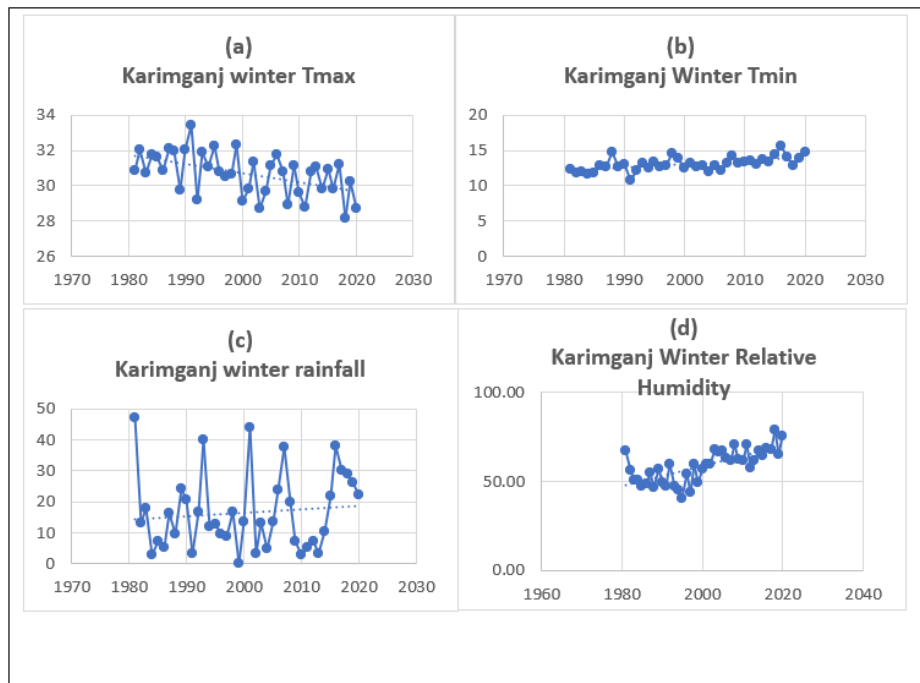 (a)
Karimganj winter Tmax
34
32
30
28
26
1970 1980 1990 2000 2010 2020 2030
(b)
Karimganj Winter Tmin
20
15
10
5
0
1970 1980 1990 2000 2010 2020 2030
(c)
Karimganj winter rainfall
50
40
30
20
10
0
1970 1980 1990 2000 2010 2020 2030
(d)
Karimganj Winter Relative
Humidity
100.00
50.00
0.00
1960 1980 2000 2020 2040